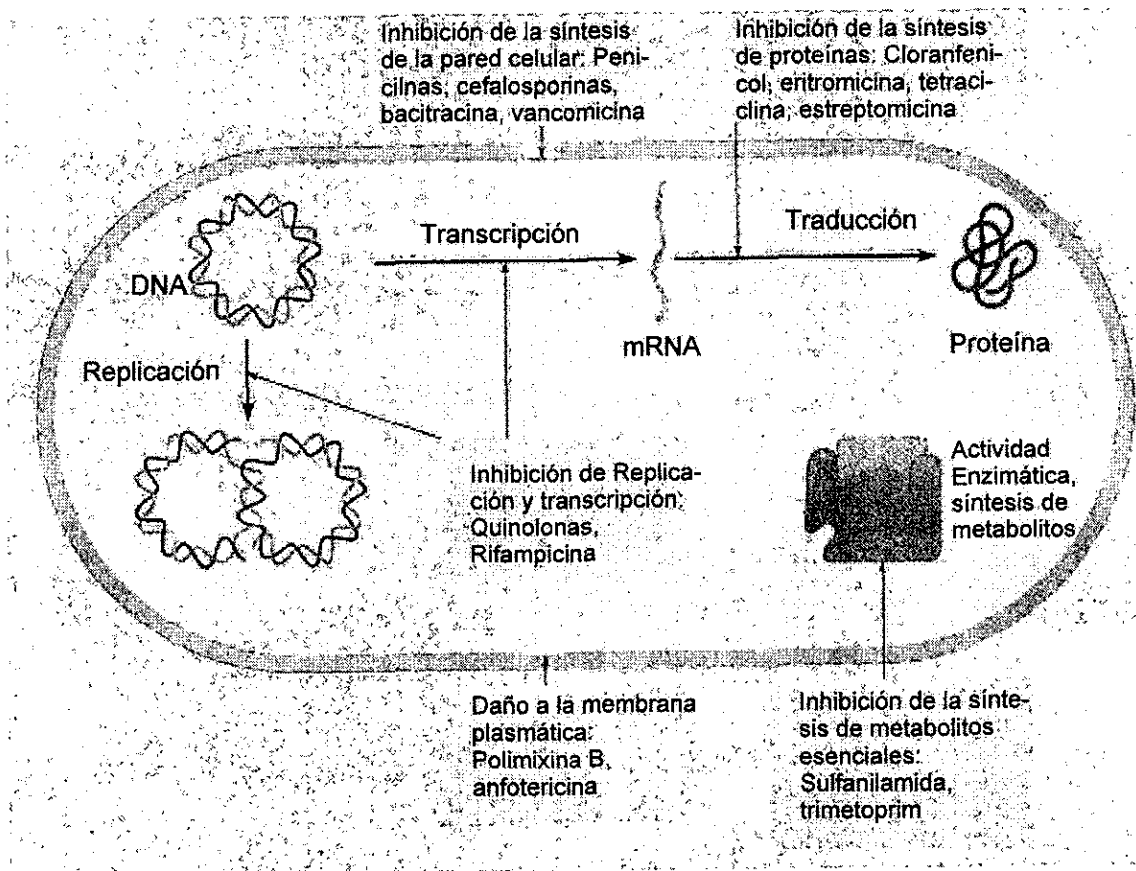 Inhibición de la síntesis
de la pared celular: Peni-
cilnas, cefalosporinas,
bacitracina, vancomicina
Inhibición de la síntesis
de proteínas: Cloranfeni-
col, eritromicina, tetraci-
clina, estreptomicina
Transcripción
Traducción
DNA
mRNA
Proteína
Replicación
Inhibición de Replica-
ción y transcripción:
Quinolonas,
Rifampicina
Actividad
Enzimática,
síntesis de
metabolitos
Daño a la membrana
plasmática:
Polimixina B,
anfotericina
Inhibición de la sínte-
sis de metabolitos
esenciales:
Sulfanilamida,
trimetoprim